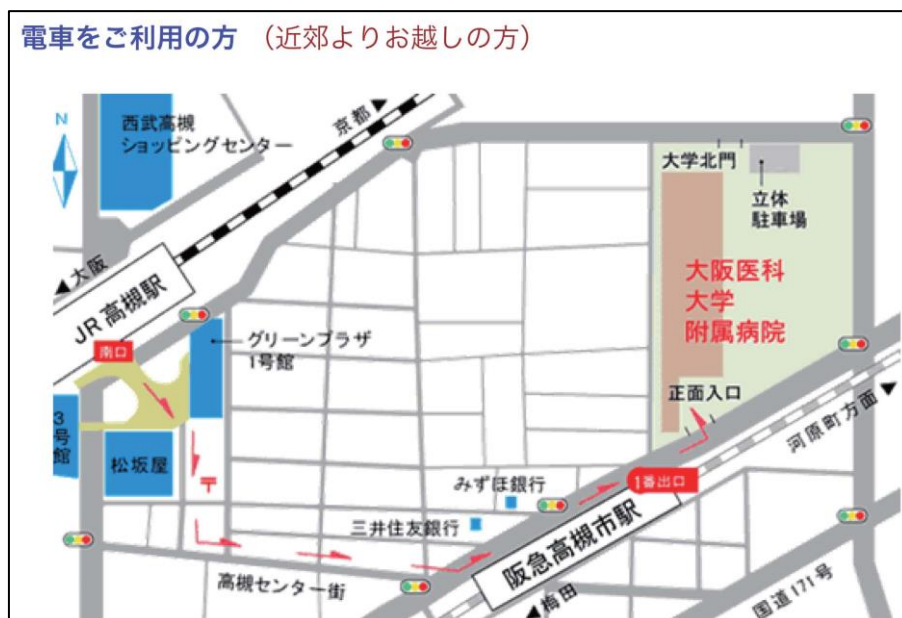 電車をご利用の方 （近郊よりお越しの方）
N
西武高槻
ショッピングセンター
京都▶
大学北門
立体
駐車場
◀大阪
JR高槻駅
大阪医科
大学
附属病院
南口
グリーンプラザ
1号館
正面入口
河原町方面▶
3
号
館
松坂屋
〒
みずほ銀行
1番出口
三井住友銀行
阪急高槻市駅
高槻センター街
◀梅田
国道171号